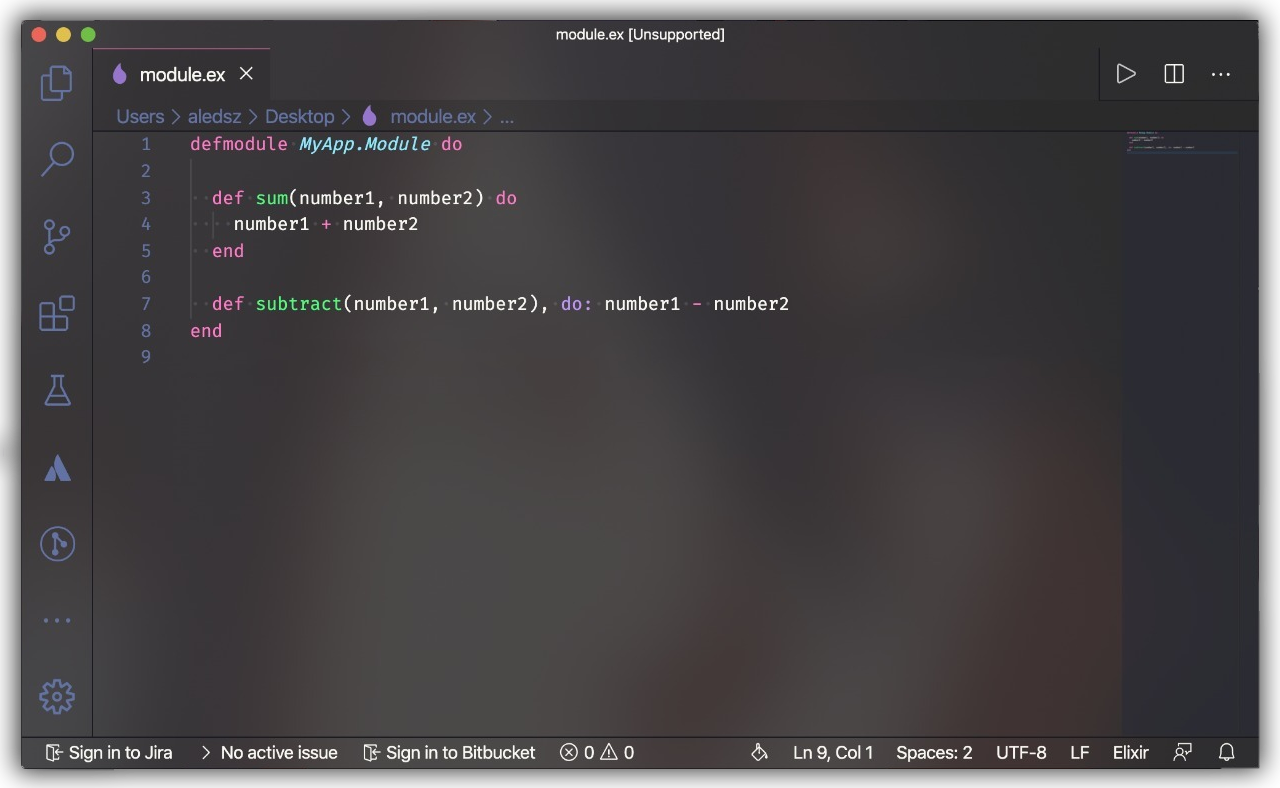 module.ex [Unsupported]
module.ex
Users > aledsz > Desktop > module.ex > ...
1 defmodule MyApp.Module do
2
3   def sum(number1, number2) do
4     number1 + number2
5   end
6
7   def subtract(number1, number2), do: number1 - number2
8 end
9
Sign in to Jira > No active issue Sign in to Bitbucket 0 0 Ln 9, Col 1 Spaces: 2 UTF-8 LF Elixir